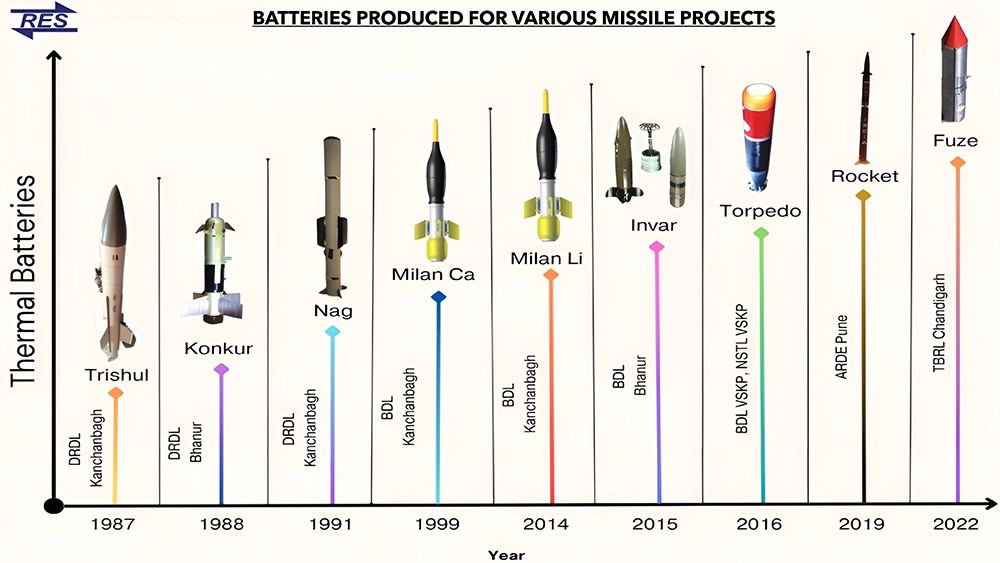 RES
BATTERIES PRODUCED FOR VARIOUS MISSILE PROJECTS
Thermal Batteries
Trishul
DRDL
Kanchanbagh
Konkur
DRDL
Bhanur
Nag
DRDL
Kanchanbagh
Milan Ca
BDL
Kanchanbagh
Milan Li
BDL
Kanchanbagh
Invar
BDL
Bhanur
Torpedo
BDL VSKP, NSTL VSKP
Rocket
ARDE Pune
Fuze
TBRL Chandigarh
1987
1988
1991
1999
2014
2015
2016
2019
2022
Year